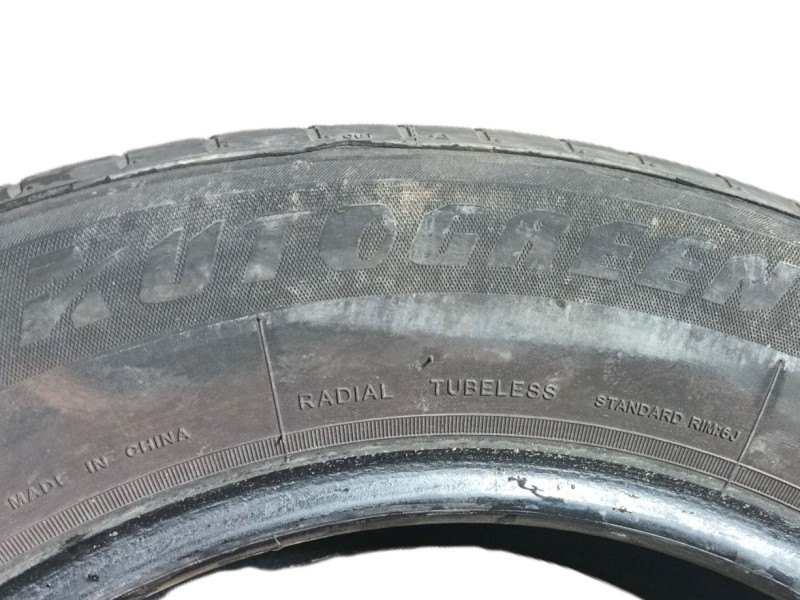 AUTOGREEN
RADIAL TUBELESS STANDARD RIM:6J
MADE IN CHINA